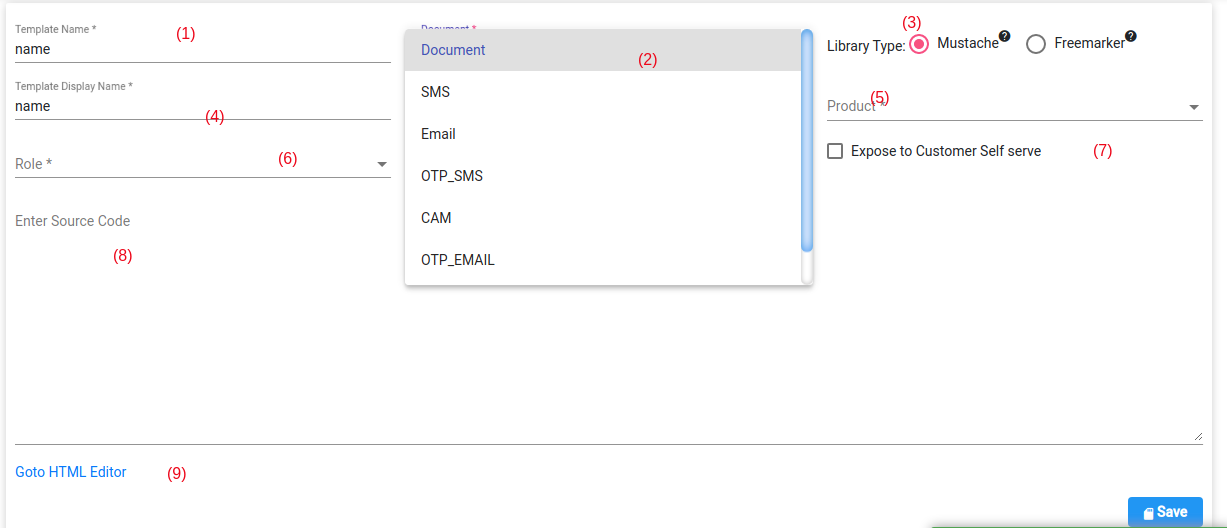 Template Name *
(1)
name
Document *
Document
(2)
SMS
Email
OTP_SMS
CAM
OTP_EMAIL
(3)
Library Type:
Mustache
?
Freemarker
?
Template Display Name *
name
(4)
Product *
(5)
Role *
(6)
Expose to Customer Self serve
(7)
Enter Source Code
(8)
Goto HTML Editor
(9)
Save